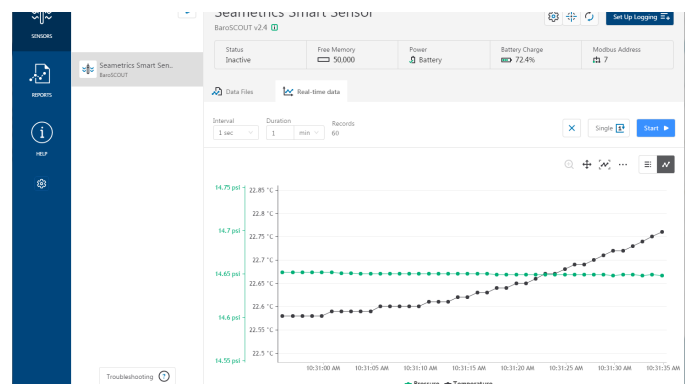 Seametrics Smart Sensor
BaroSCOUT v2.4
Set Up Logging
SENSORS
Status
Inactive
Free Memory
50,000
Power
Battery
Battery Charge
72.4%
Modbus Address
7
Seametrics Smart Sen..
BaroSCOUT
REPORTS
Data Files
Real-time data
Interval
1 sec
Duration
1
min
Records
60
Single
Start
HELP
14.75 psi
14.7 psi
14.65 psi
14.6 psi
14.55 psi
22.85 °C
22.8 °C
22.75 °C
22.7 °C
22.65 °C
22.6 °C
22.55 °C
22.5 °C
10:31:00 AM
10:31:05 AM
10:31:10 AM
10:31:15 AM
10:31:20 AM
10:31:25 AM
10:31:30 AM
10:31:35 AM
Pressure
Temperature
Troubleshooting